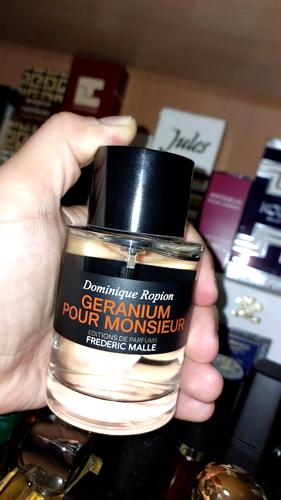 Jules
Dominique Ropion
GERANIUM
POUR MONSIEUR
EDITIONS DE PARFUMS
FREDERIC MALLE